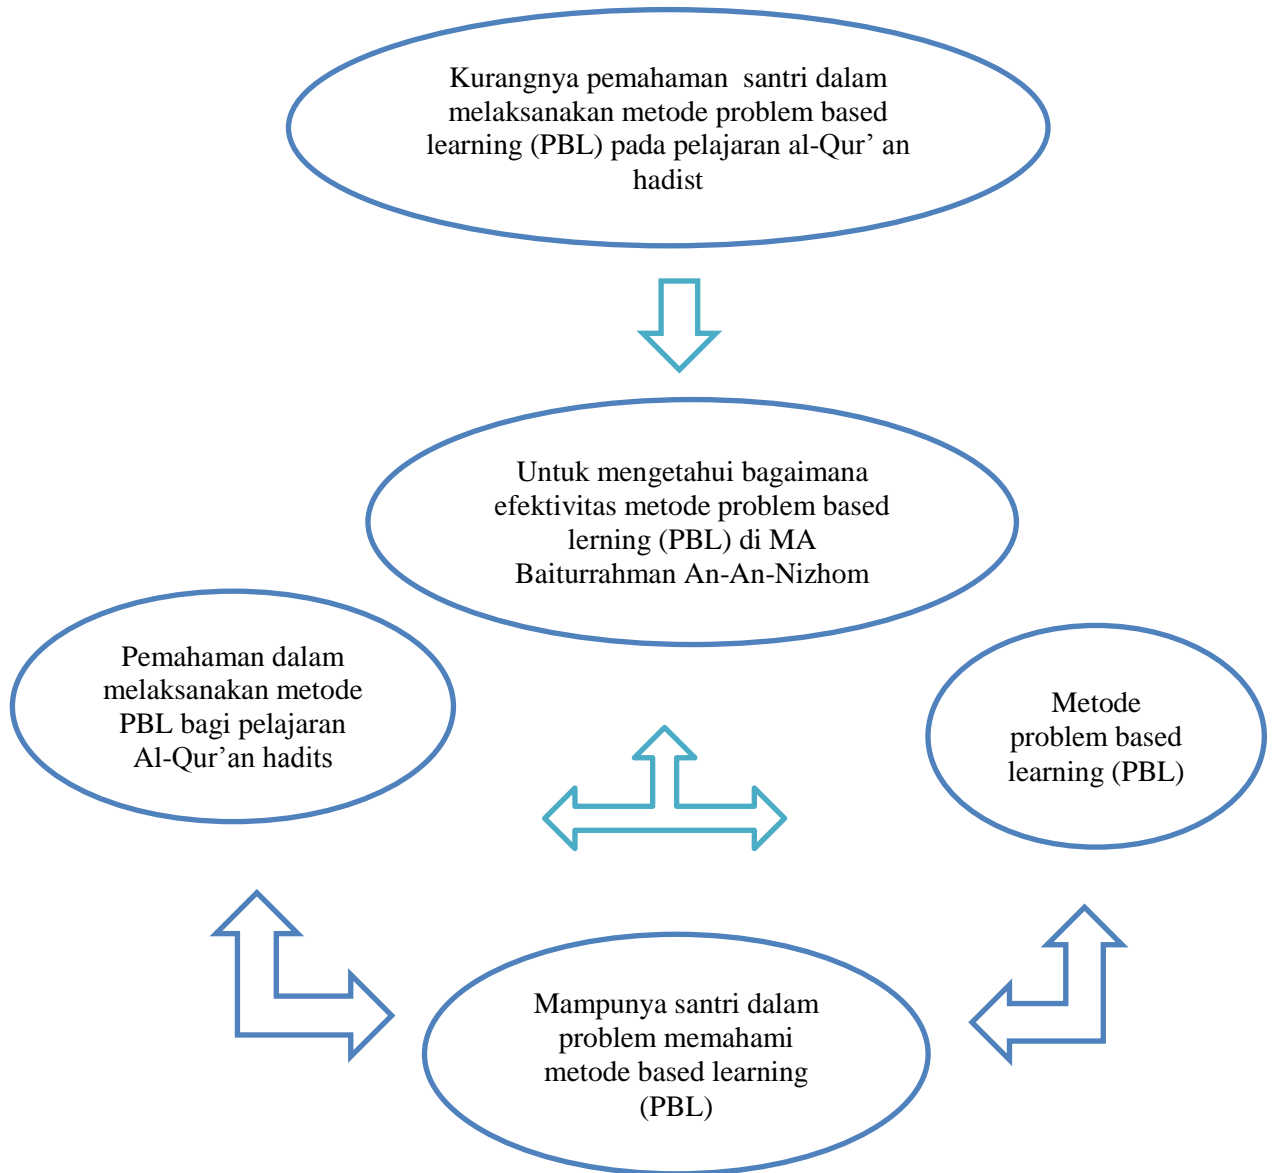 Kurangnya pemahaman  santri dalam
melaksanakan metode problem based
learning (PBL) pada pelajaran al-Qur’ an
hadist
Untuk mengetahui bagaimana
efektivitas metode problem based
lerning (PBL) di MA
Baiturrahman An-An-Nizhom
Pemahaman dalam
melaksanakan metode
PBL bagi pelajaran
Al-Qur’an hadits
Metode
problem based
learning (PBL)
Mampunya santri dalam
problem memahami
metode based learning
(PBL)